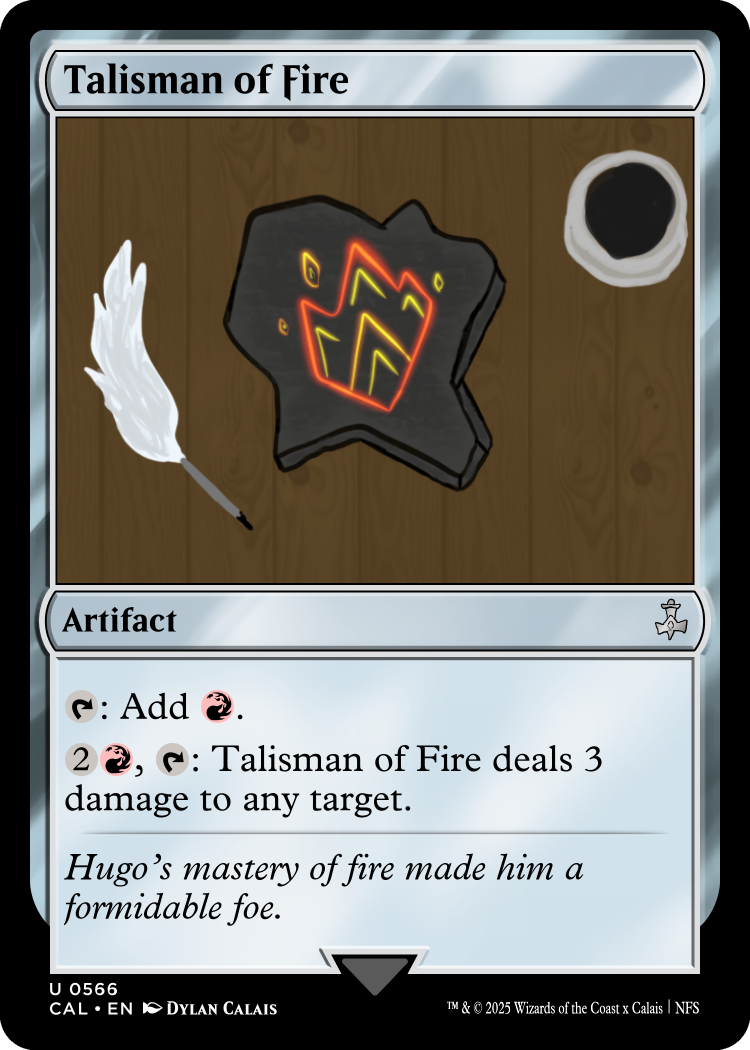 Talisman of Fire
Artifact
: Add .
2, : Talisman of Fire deals 3
damage to any target.
Hugo's mastery of fire made him a
formidable foe.
U 0566
CAL • EN DYLAN CALAIS
™ & © 2025 Wizards of the Coast x Calais | NFS